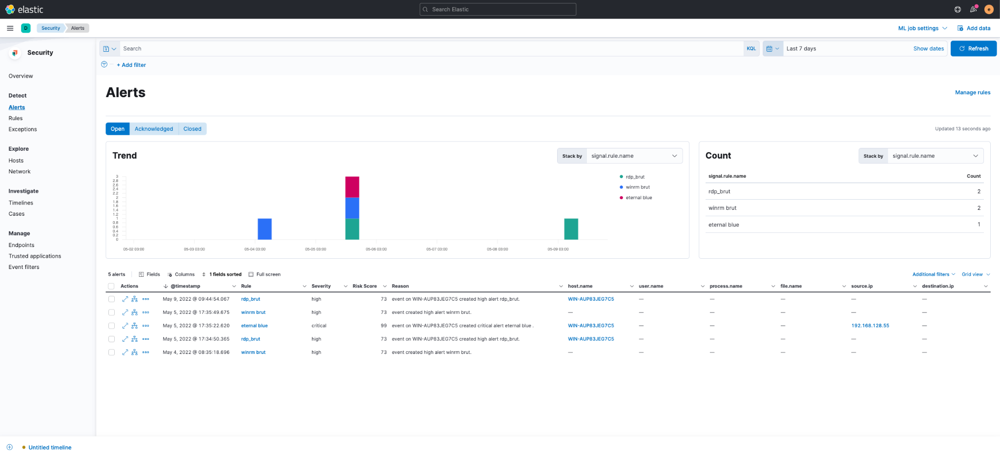 elastic
Search Elastic
e
D
Security
Alerts
ML job settings
Add data
Security
Search
KQL
Last 7 days
Show dates
Refresh
+ Add filter
Overview
Detect
Alerts
Rules
Exceptions
Explore
Hosts
Network
Investigate
Timelines
Cases
Manage
Endpoints
Trusted applications
Event filters
Alerts
Manage rules
Open
Acknowledged
Closed
Updated 13 seconds ago
Trend
Stack by
signal.rule.name
3
2.8
2.6
2.4
2.2
2
1.8
1.6
1.4
1.2
1
0.8
0.6
0.4
0.2
0
05-02 03:00
05-03 03:00
05-04 03:00
05-05 03:00
05-06 03:00
05-07 03:00
05-08 03:00
05-09 03:00
rdp_brut
winrm brut
eternal blue
Count
Stack by
signal.rule.name
signal.rule.name Count
rdp_brut 2
winrm brut 2
eternal blue 1
5 alerts
Fields
Columns
1 fields sorted
Full screen
Additional filters
Grid view
Actions @timestamp Rule Severity Risk Score Reason host.name user.name process.name file.name source.ip destination.ip
May 9, 2022 @ 09:44:54.067 rdp_brut high 73 event on WIN-AUP83JEG7C5 created high alert rdp_brut. WIN-AUP83JEG7C5 — — — — —
May 5, 2022 @ 17:35:49.675 winrm brut high 73 event created high alert winrm brut. — — — — — —
May 5, 2022 @ 17:35:22.620 eternal blue critical 99 event on WIN-AUP83JEG7C5 created critical alert eternal blue . WIN-AUP83JEG7C5 — — — 192.168.128.55 —
May 5, 2022 @ 17:34:50.365 rdp_brut high 73 event on WIN-AUP83JEG7C5 created high alert rdp_brut. WIN-AUP83JEG7C5 — — — — —
May 4, 2022 @ 08:35:18.696 winrm brut high 73 event created high alert winrm brut. — — — — — —
Untitled timeline